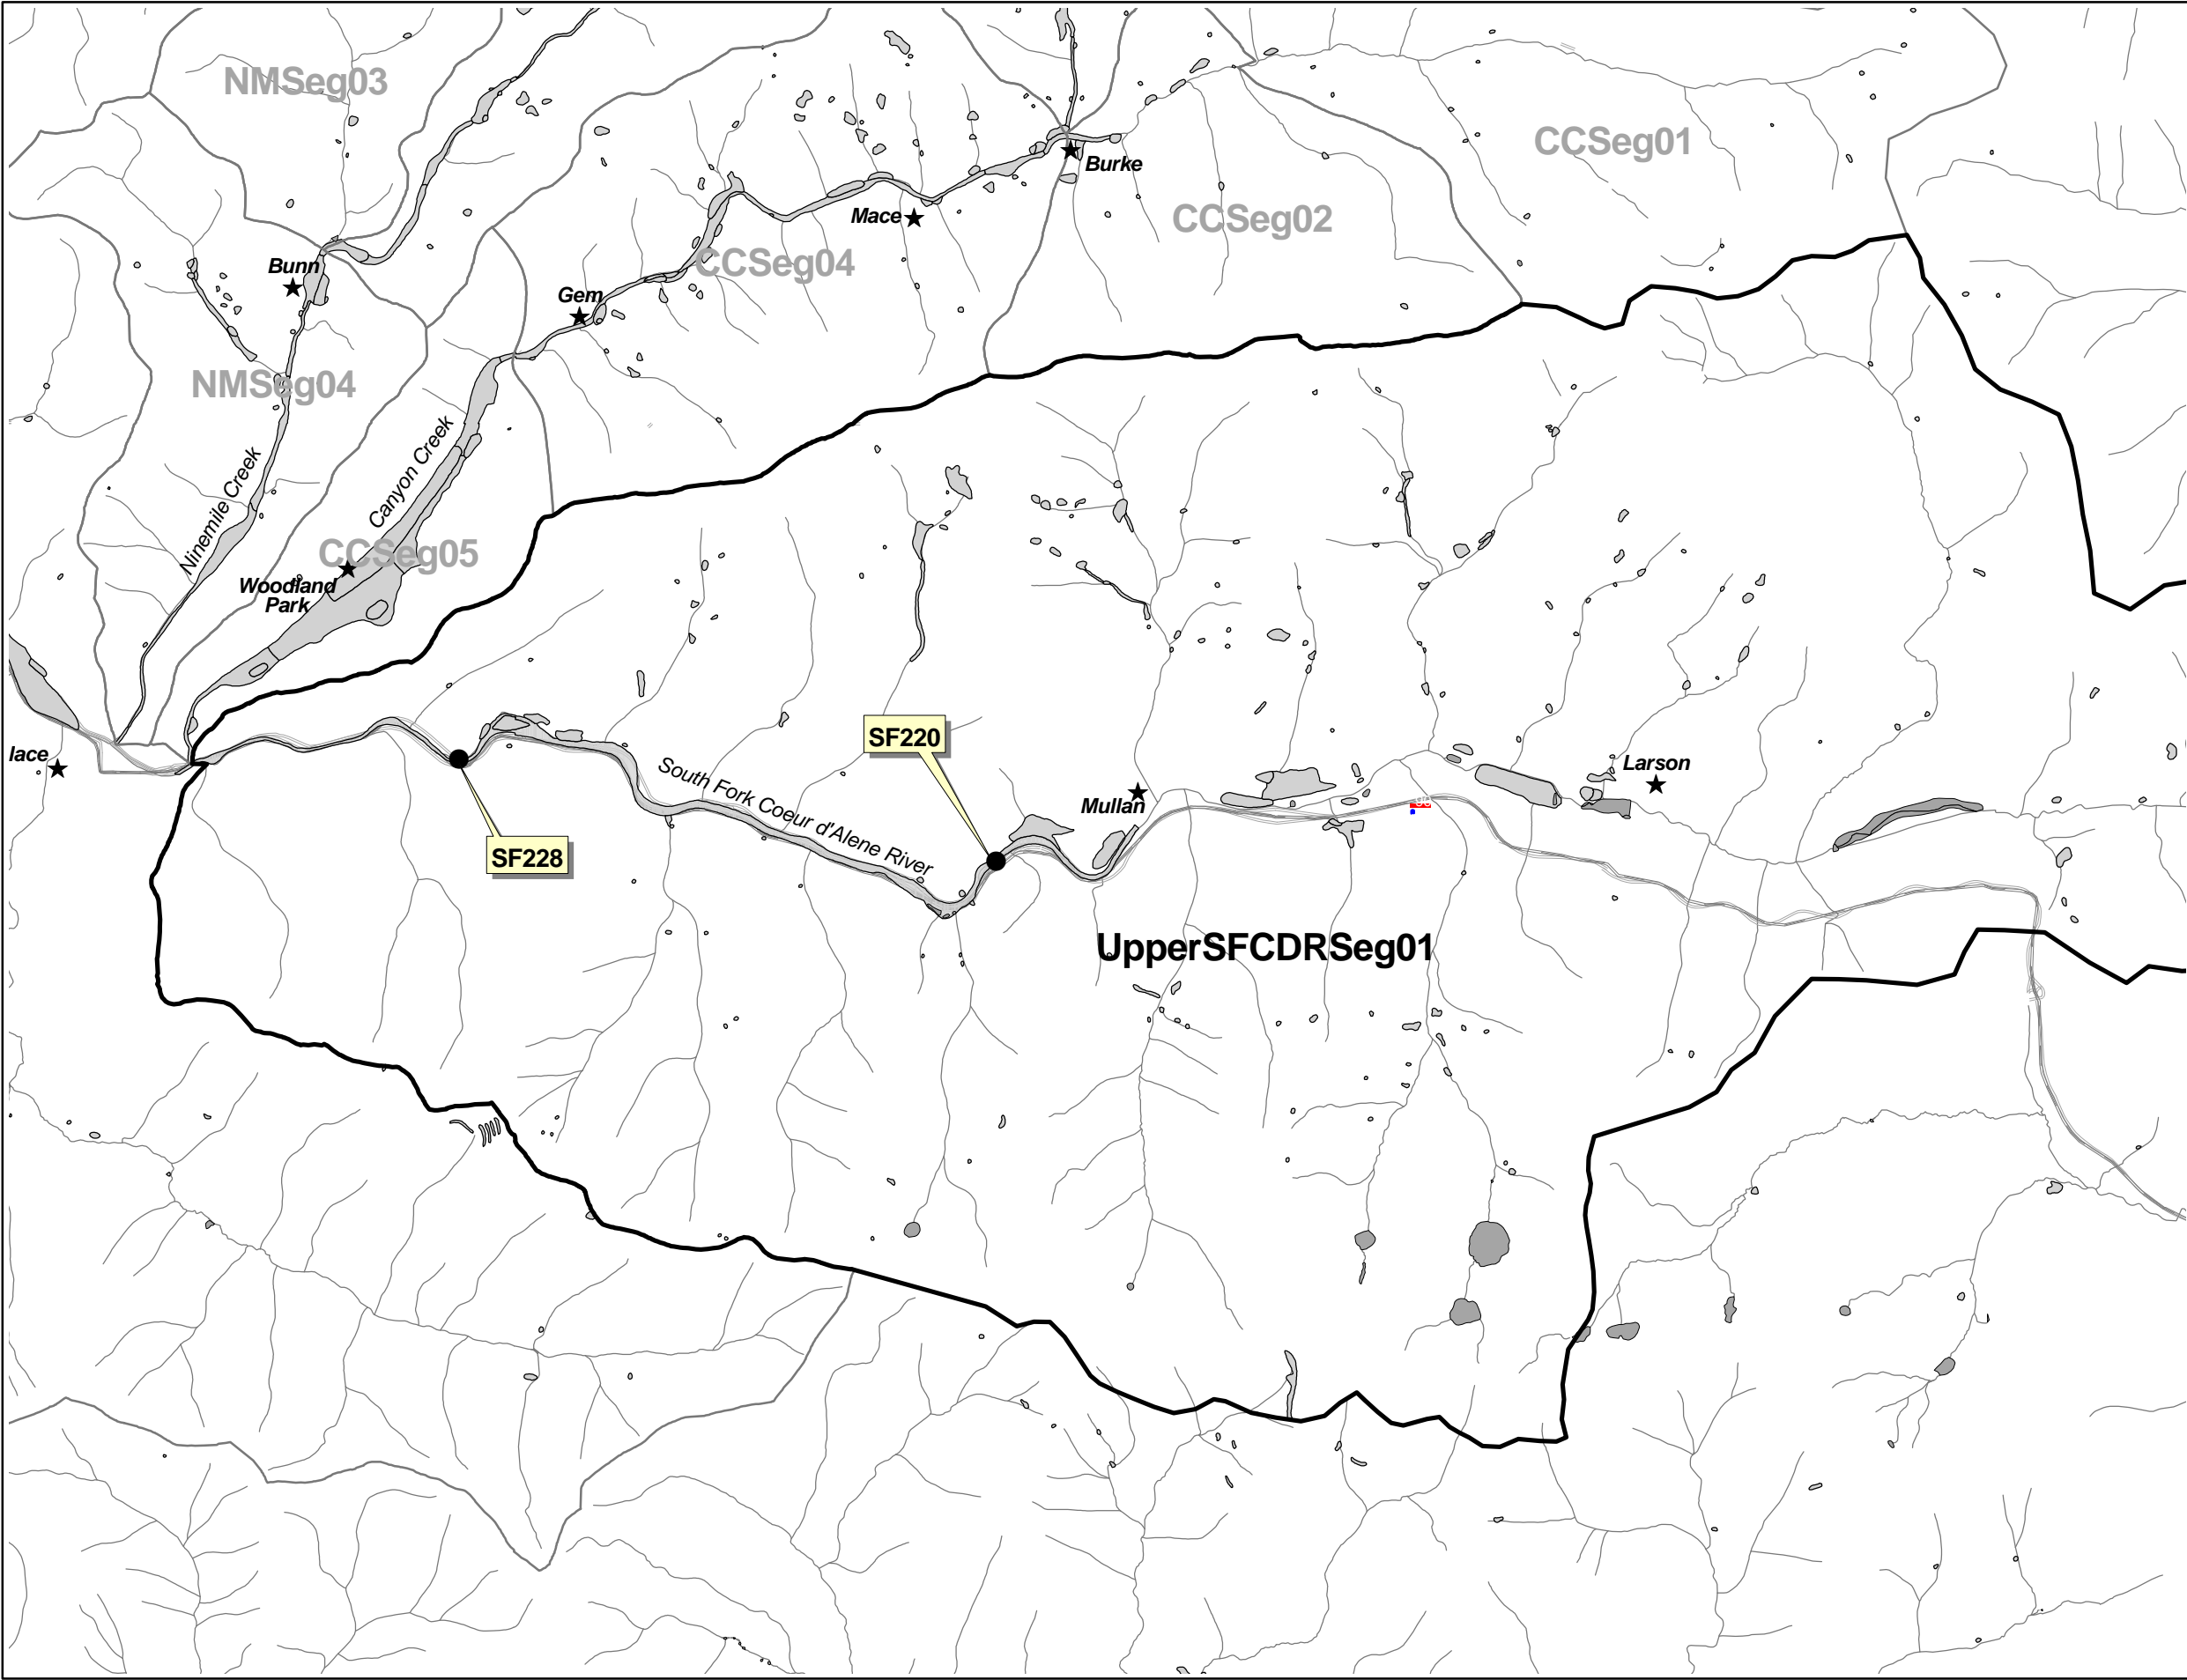 NMSeg03
CCSeg01
Burke
CCSeg02
Mace
CCSeg04
Bunn
Gem
NMSeg04
Ninemile Creek
Canyon Creek
CCSeg05
Woodland
Park
SF220
lace
South Fork Coeur d'Alene River
Larson
Mullan
SF228
UpperSFCDRSeg01